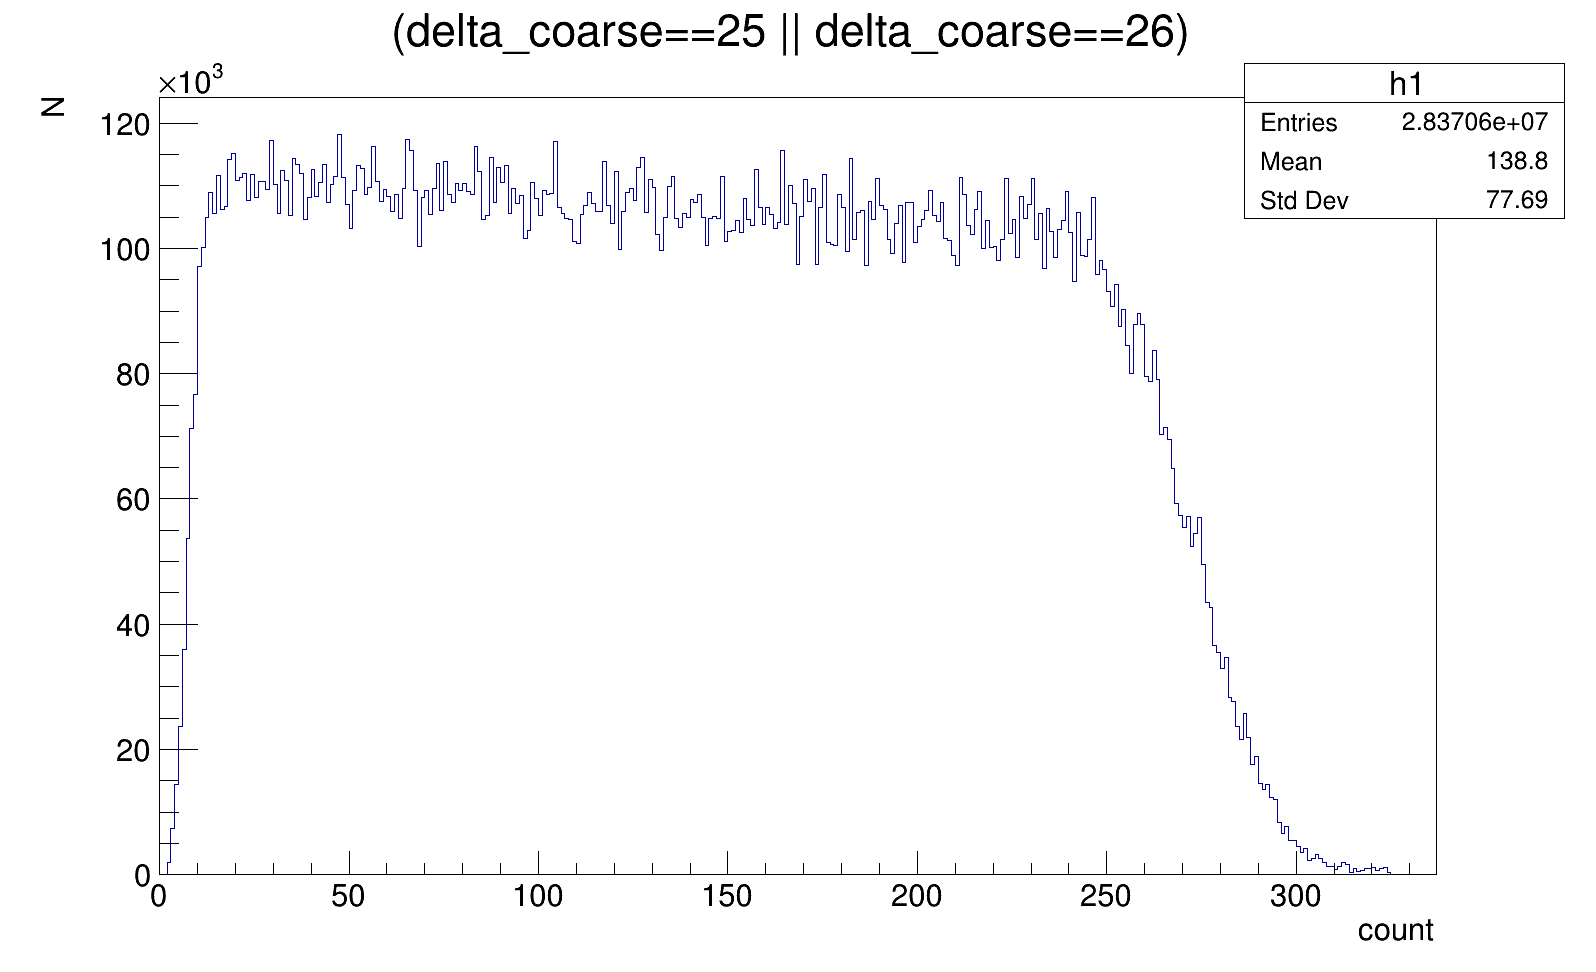 (delta_coarse==25 || delta_coarse==26)
×10³
N
h1
Entries 2.83706e+07
Mean 138.8
Std Dev 77.69
120
100
80
60
40
20
0
0 50 100 150 200 250 300
count